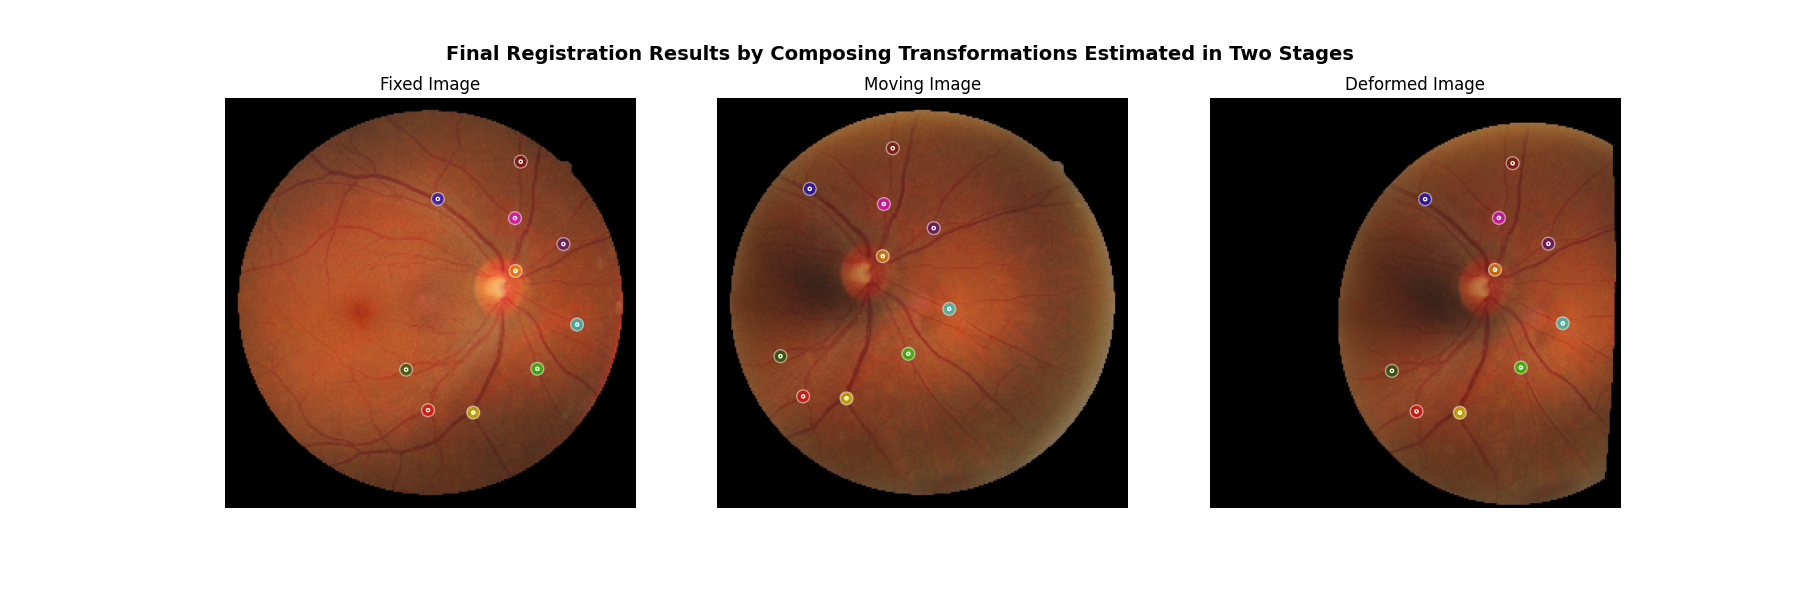 Final Registration Results by Composing Transformations Estimated in Two Stages
Fixed Image
Moving Image
Deformed Image